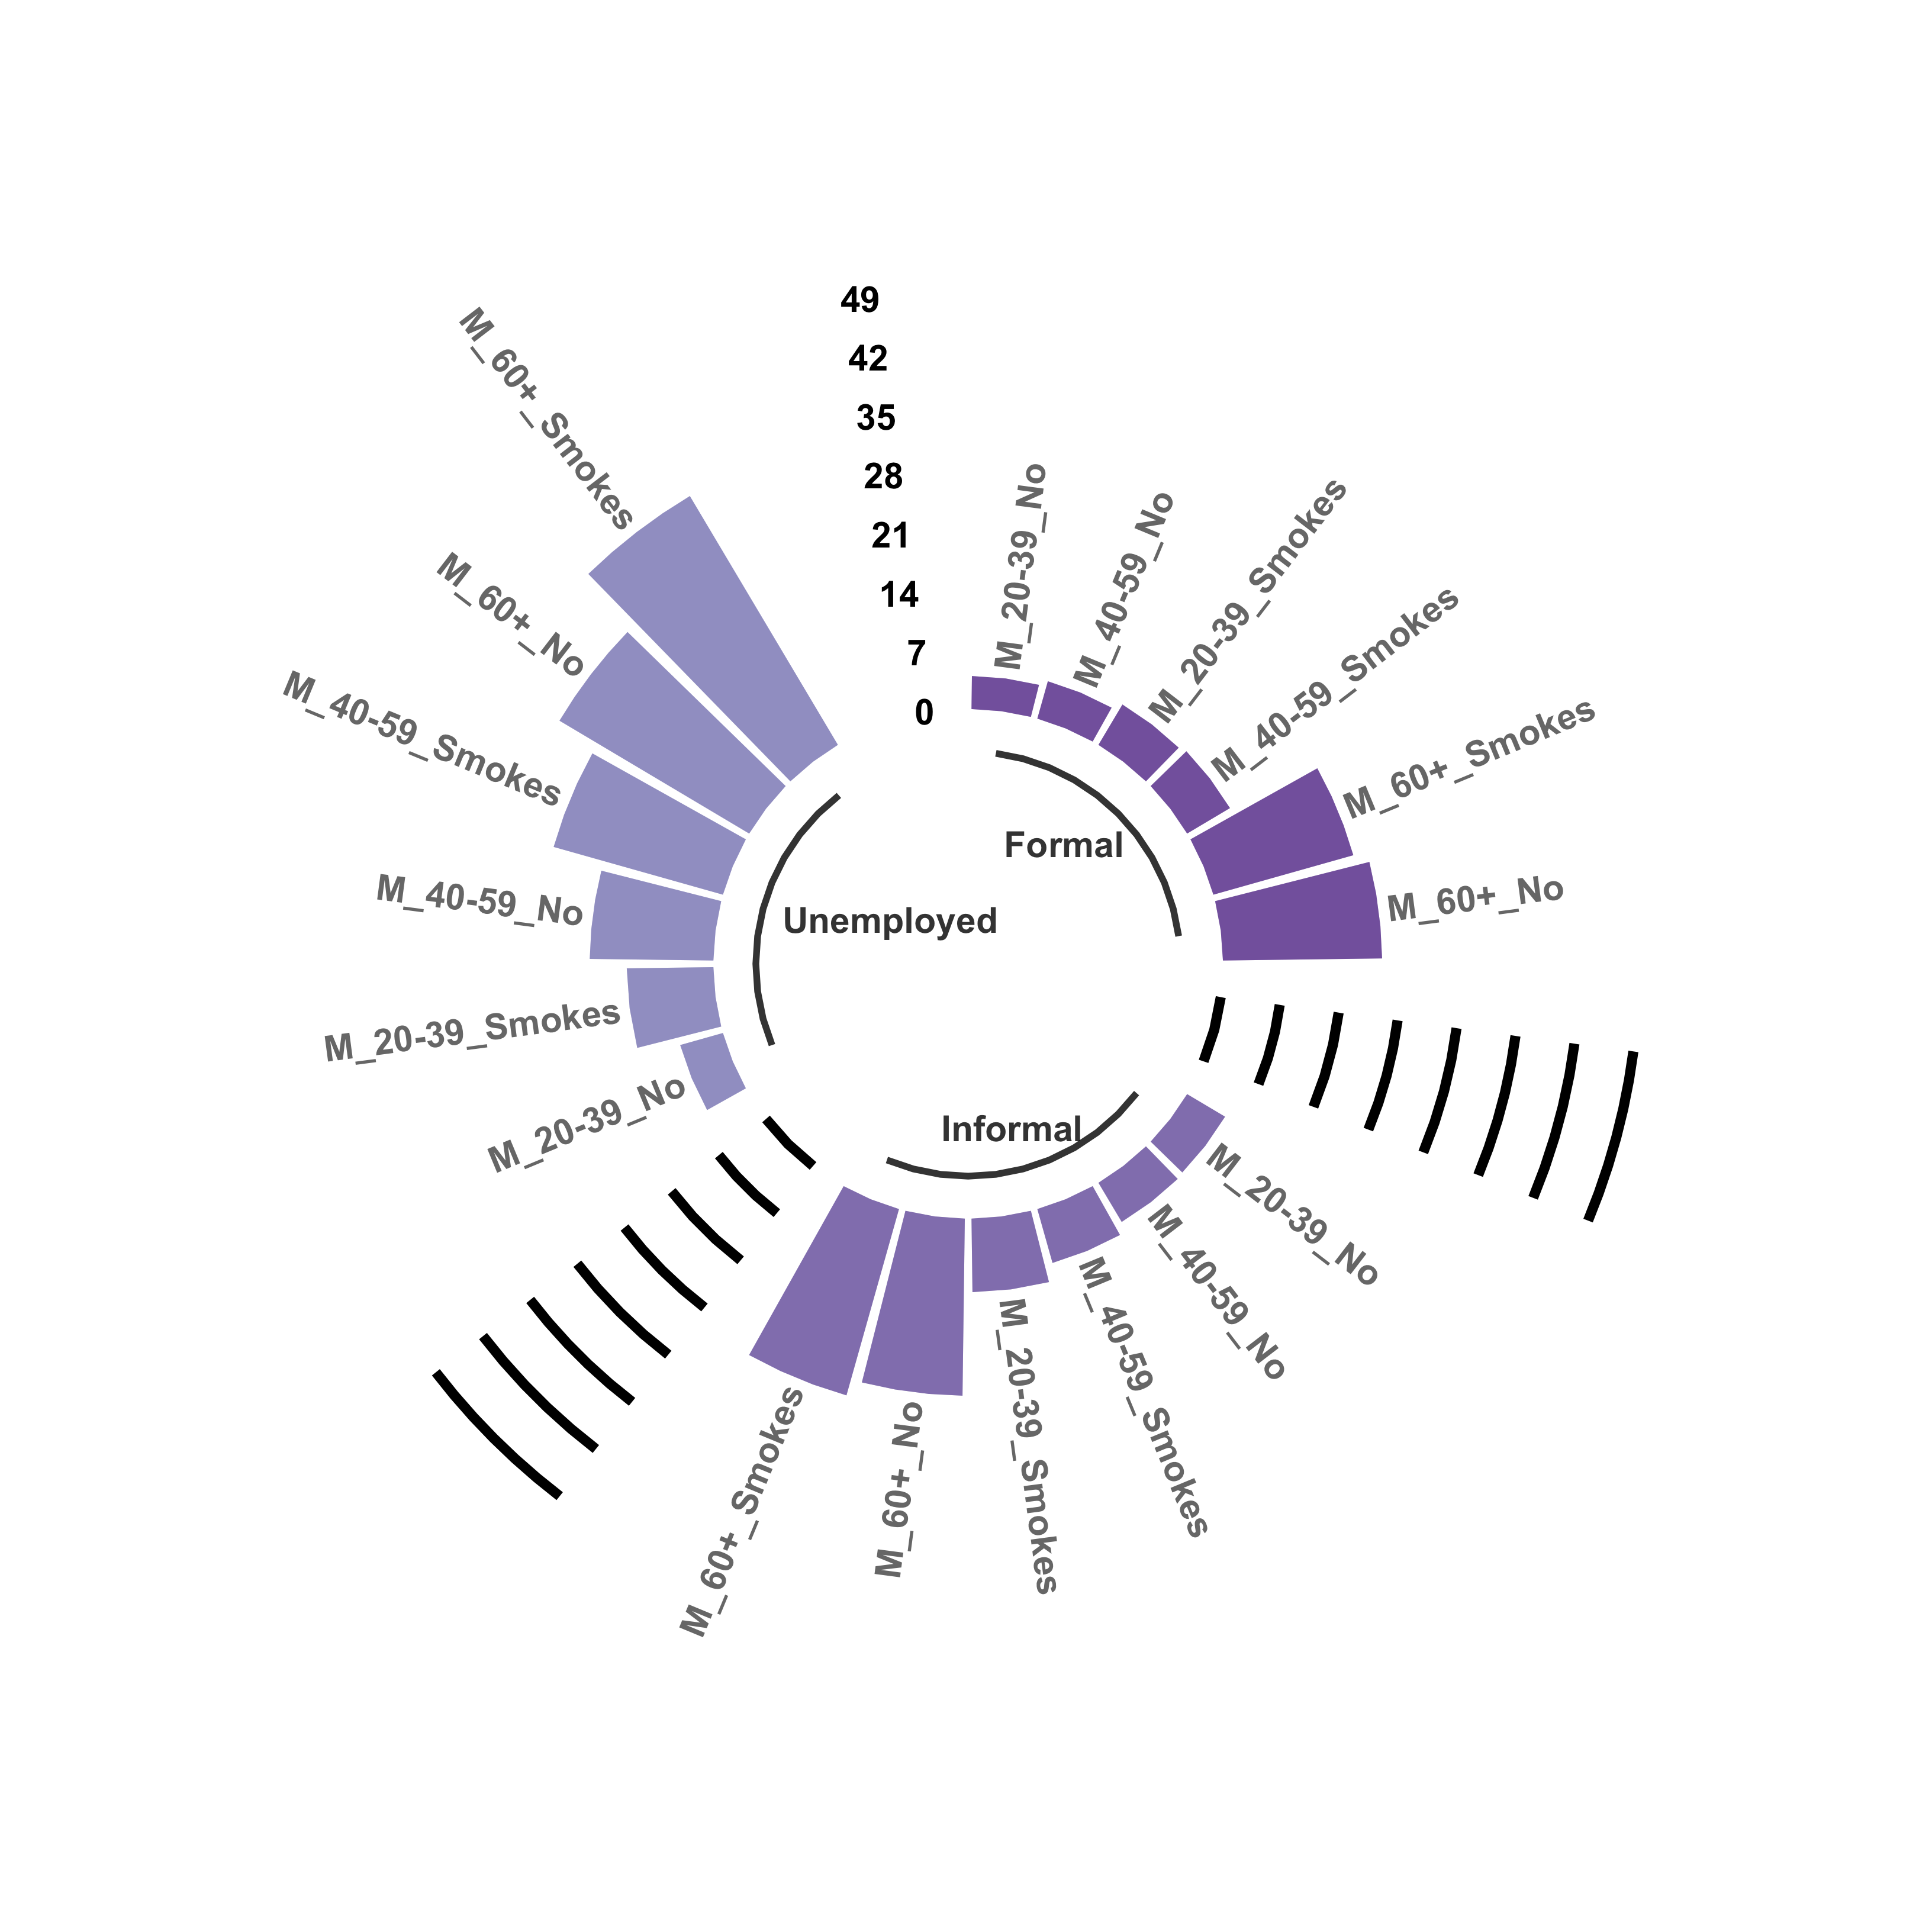 49
42
35
28
21
14
7
0
M_20-39_No
M_40-59_No
M_20-39_Smokes
M_40-59_Smokes
M_60+_Smokes
M_60+_No
M_20-39_No
M_40-59_No
M_40-59_Smokes
M_20-39_Smokes
M_60+_No
M_60+_Smokes
M_20-39_No
M_20-39_Smokes
M_40-59_No
M_40-59_Smokes
M_60+_No
M_60+_Smokes
Formal
Unemployed
Informal